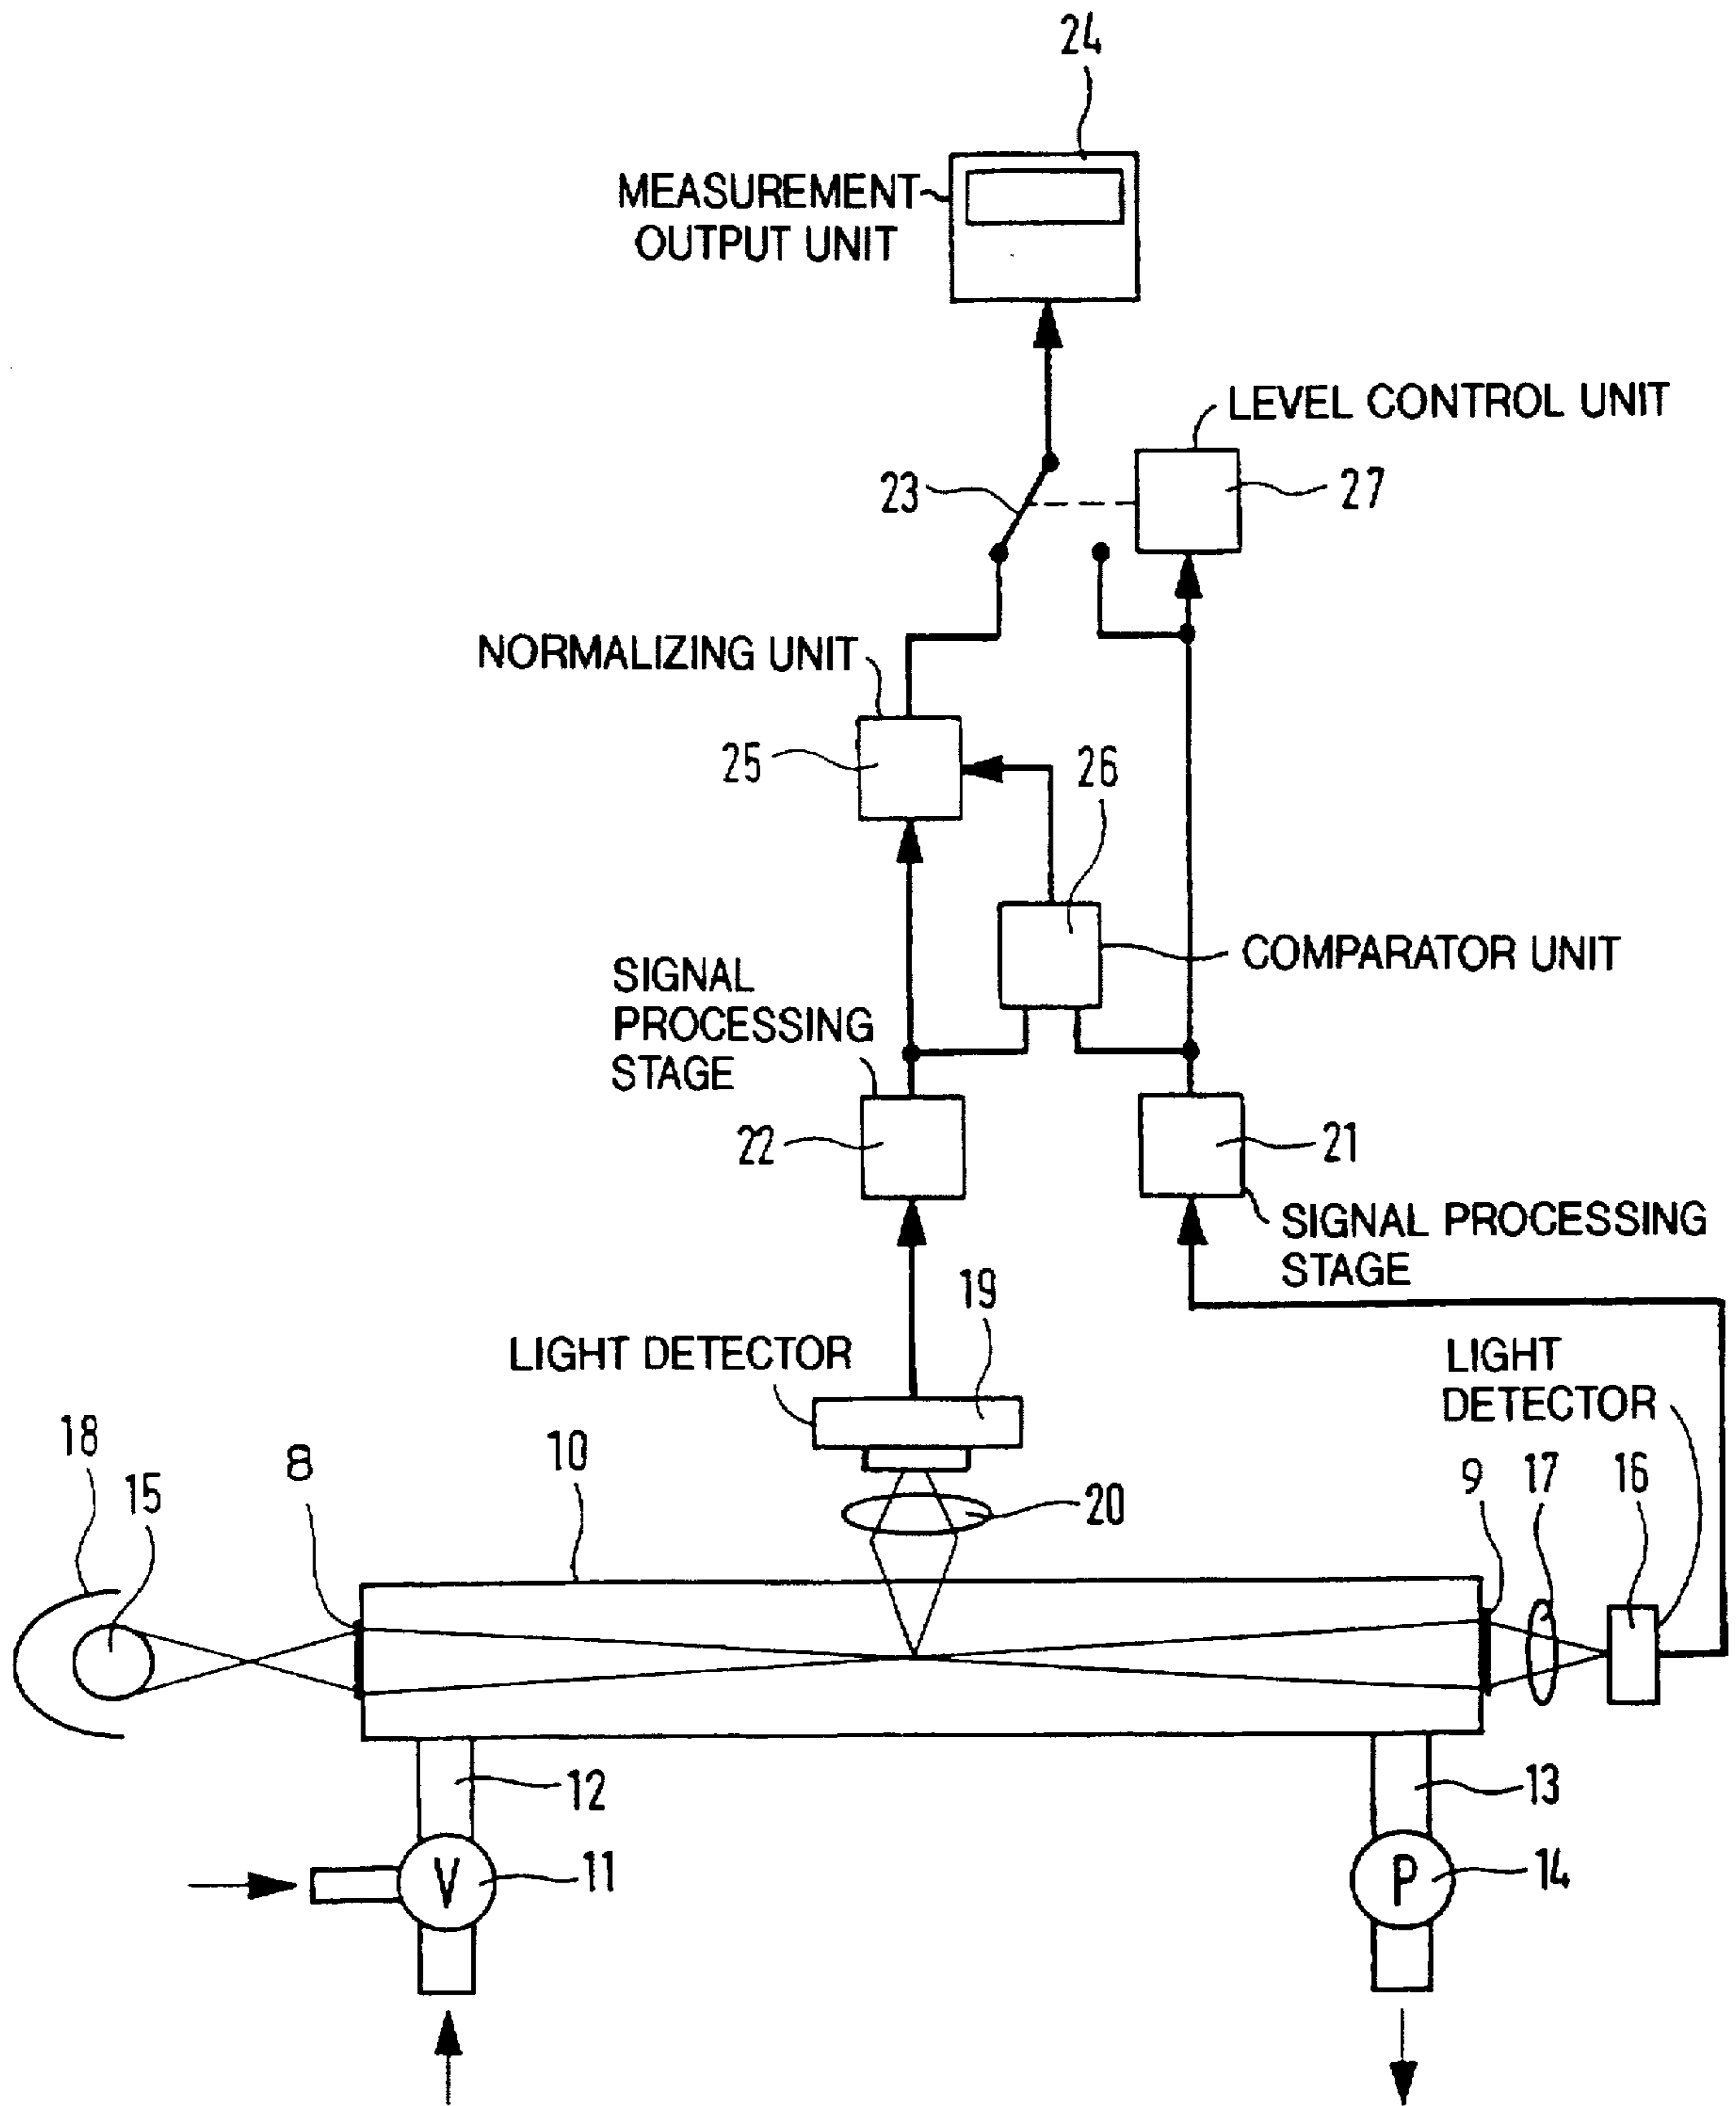 24
MEASUREMENT
OUTPUT UNIT
LEVEL CONTROL UNIT
23
27
NORMALIZING UNIT
25
26
COMPARATOR UNIT
SIGNAL
PROCESSING
STAGE
22
21
SIGNAL PROCESSING
STAGE
19
LIGHT DETECTOR
LIGHT
DETECTOR
18
15
8
10
20
9
17
16
12
13
V
11
P
14